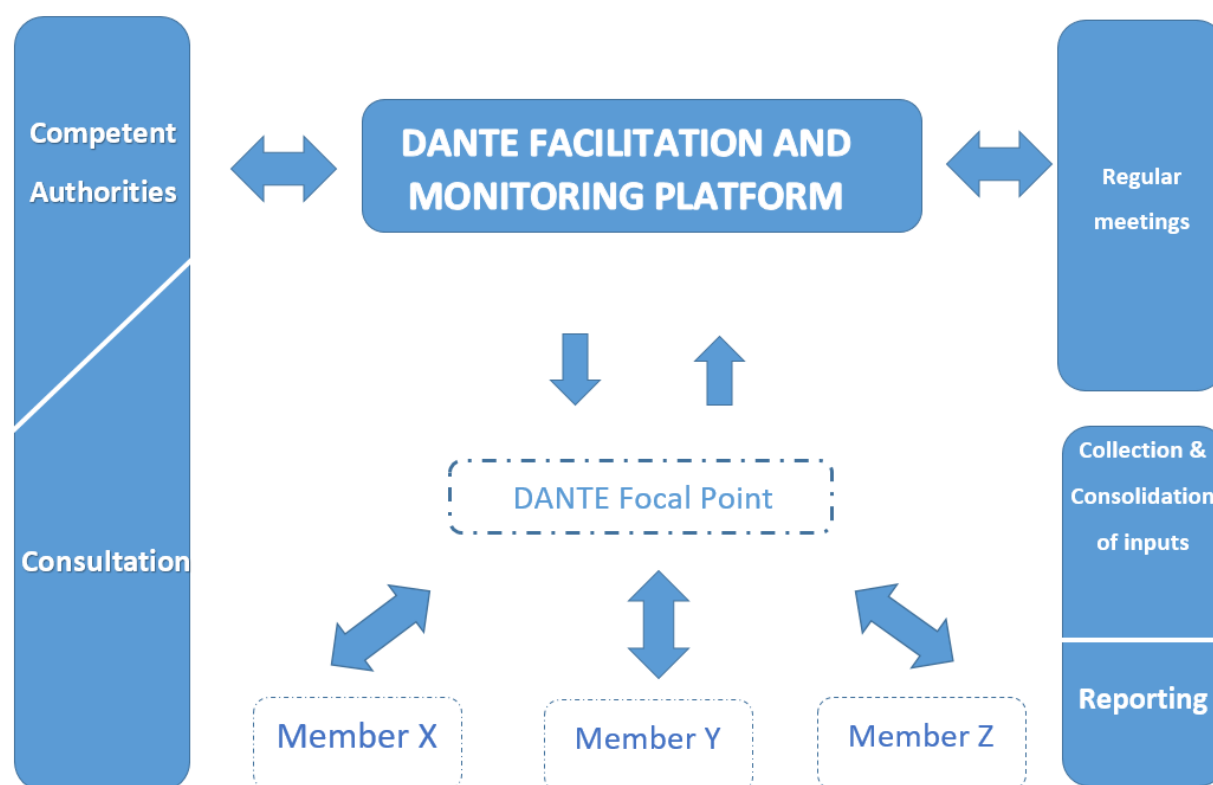 Competent
Authorities
DANTE FACILITATION AND
MONITORING PLATFORM
Regular
meetings
Collection &
Consolidation
of inputs
DANTE Focal Point
Consultation
Reporting
Member X
Member Y
Member Z